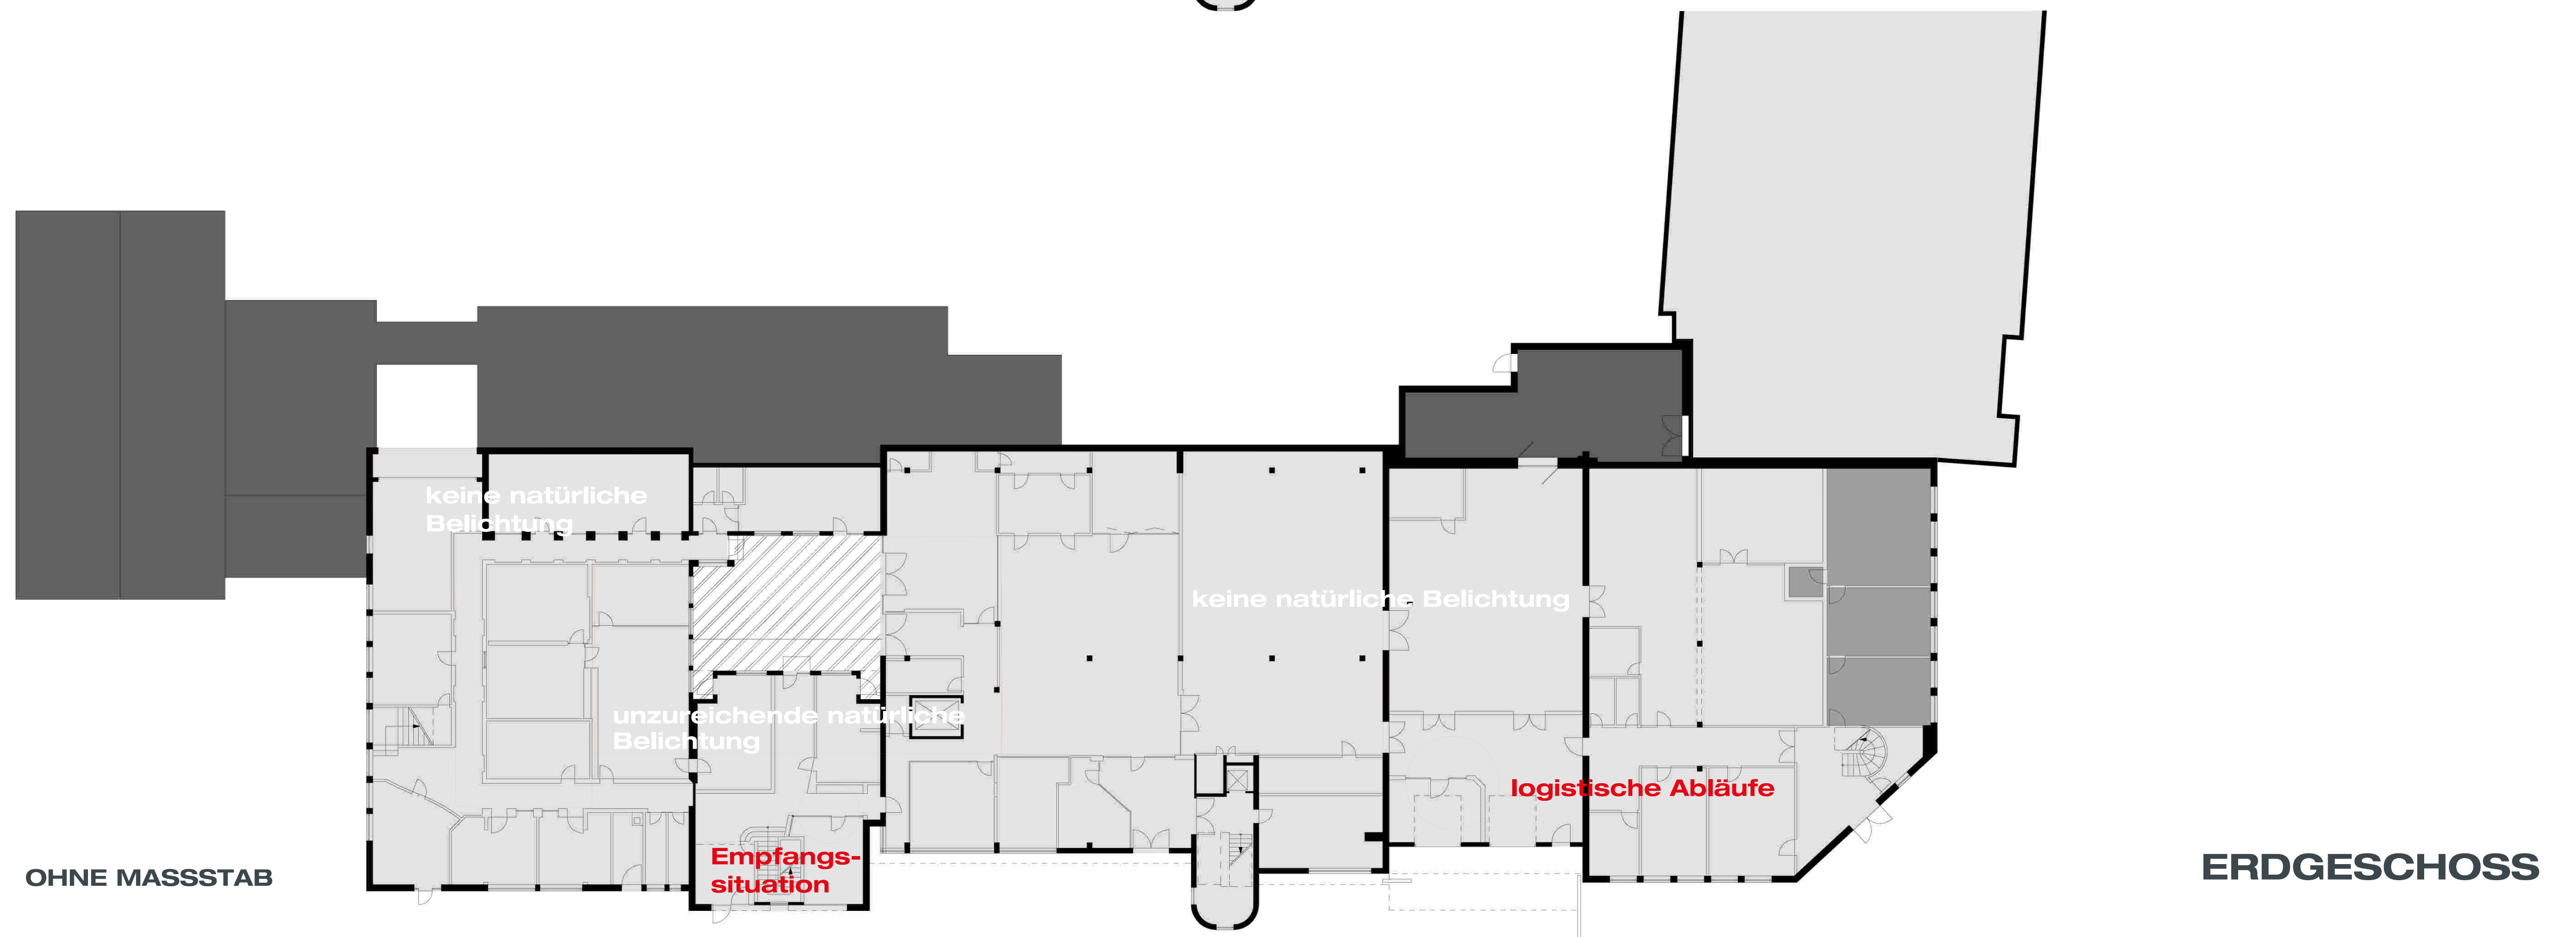 keine natürliche
Belichtung
keine natürliche Belichtung
unzureichende natürliche
Belichtung
logistische Abläufe
Empfangs-
situation
OHNE MASSSTAB
ERDGESCHOSS